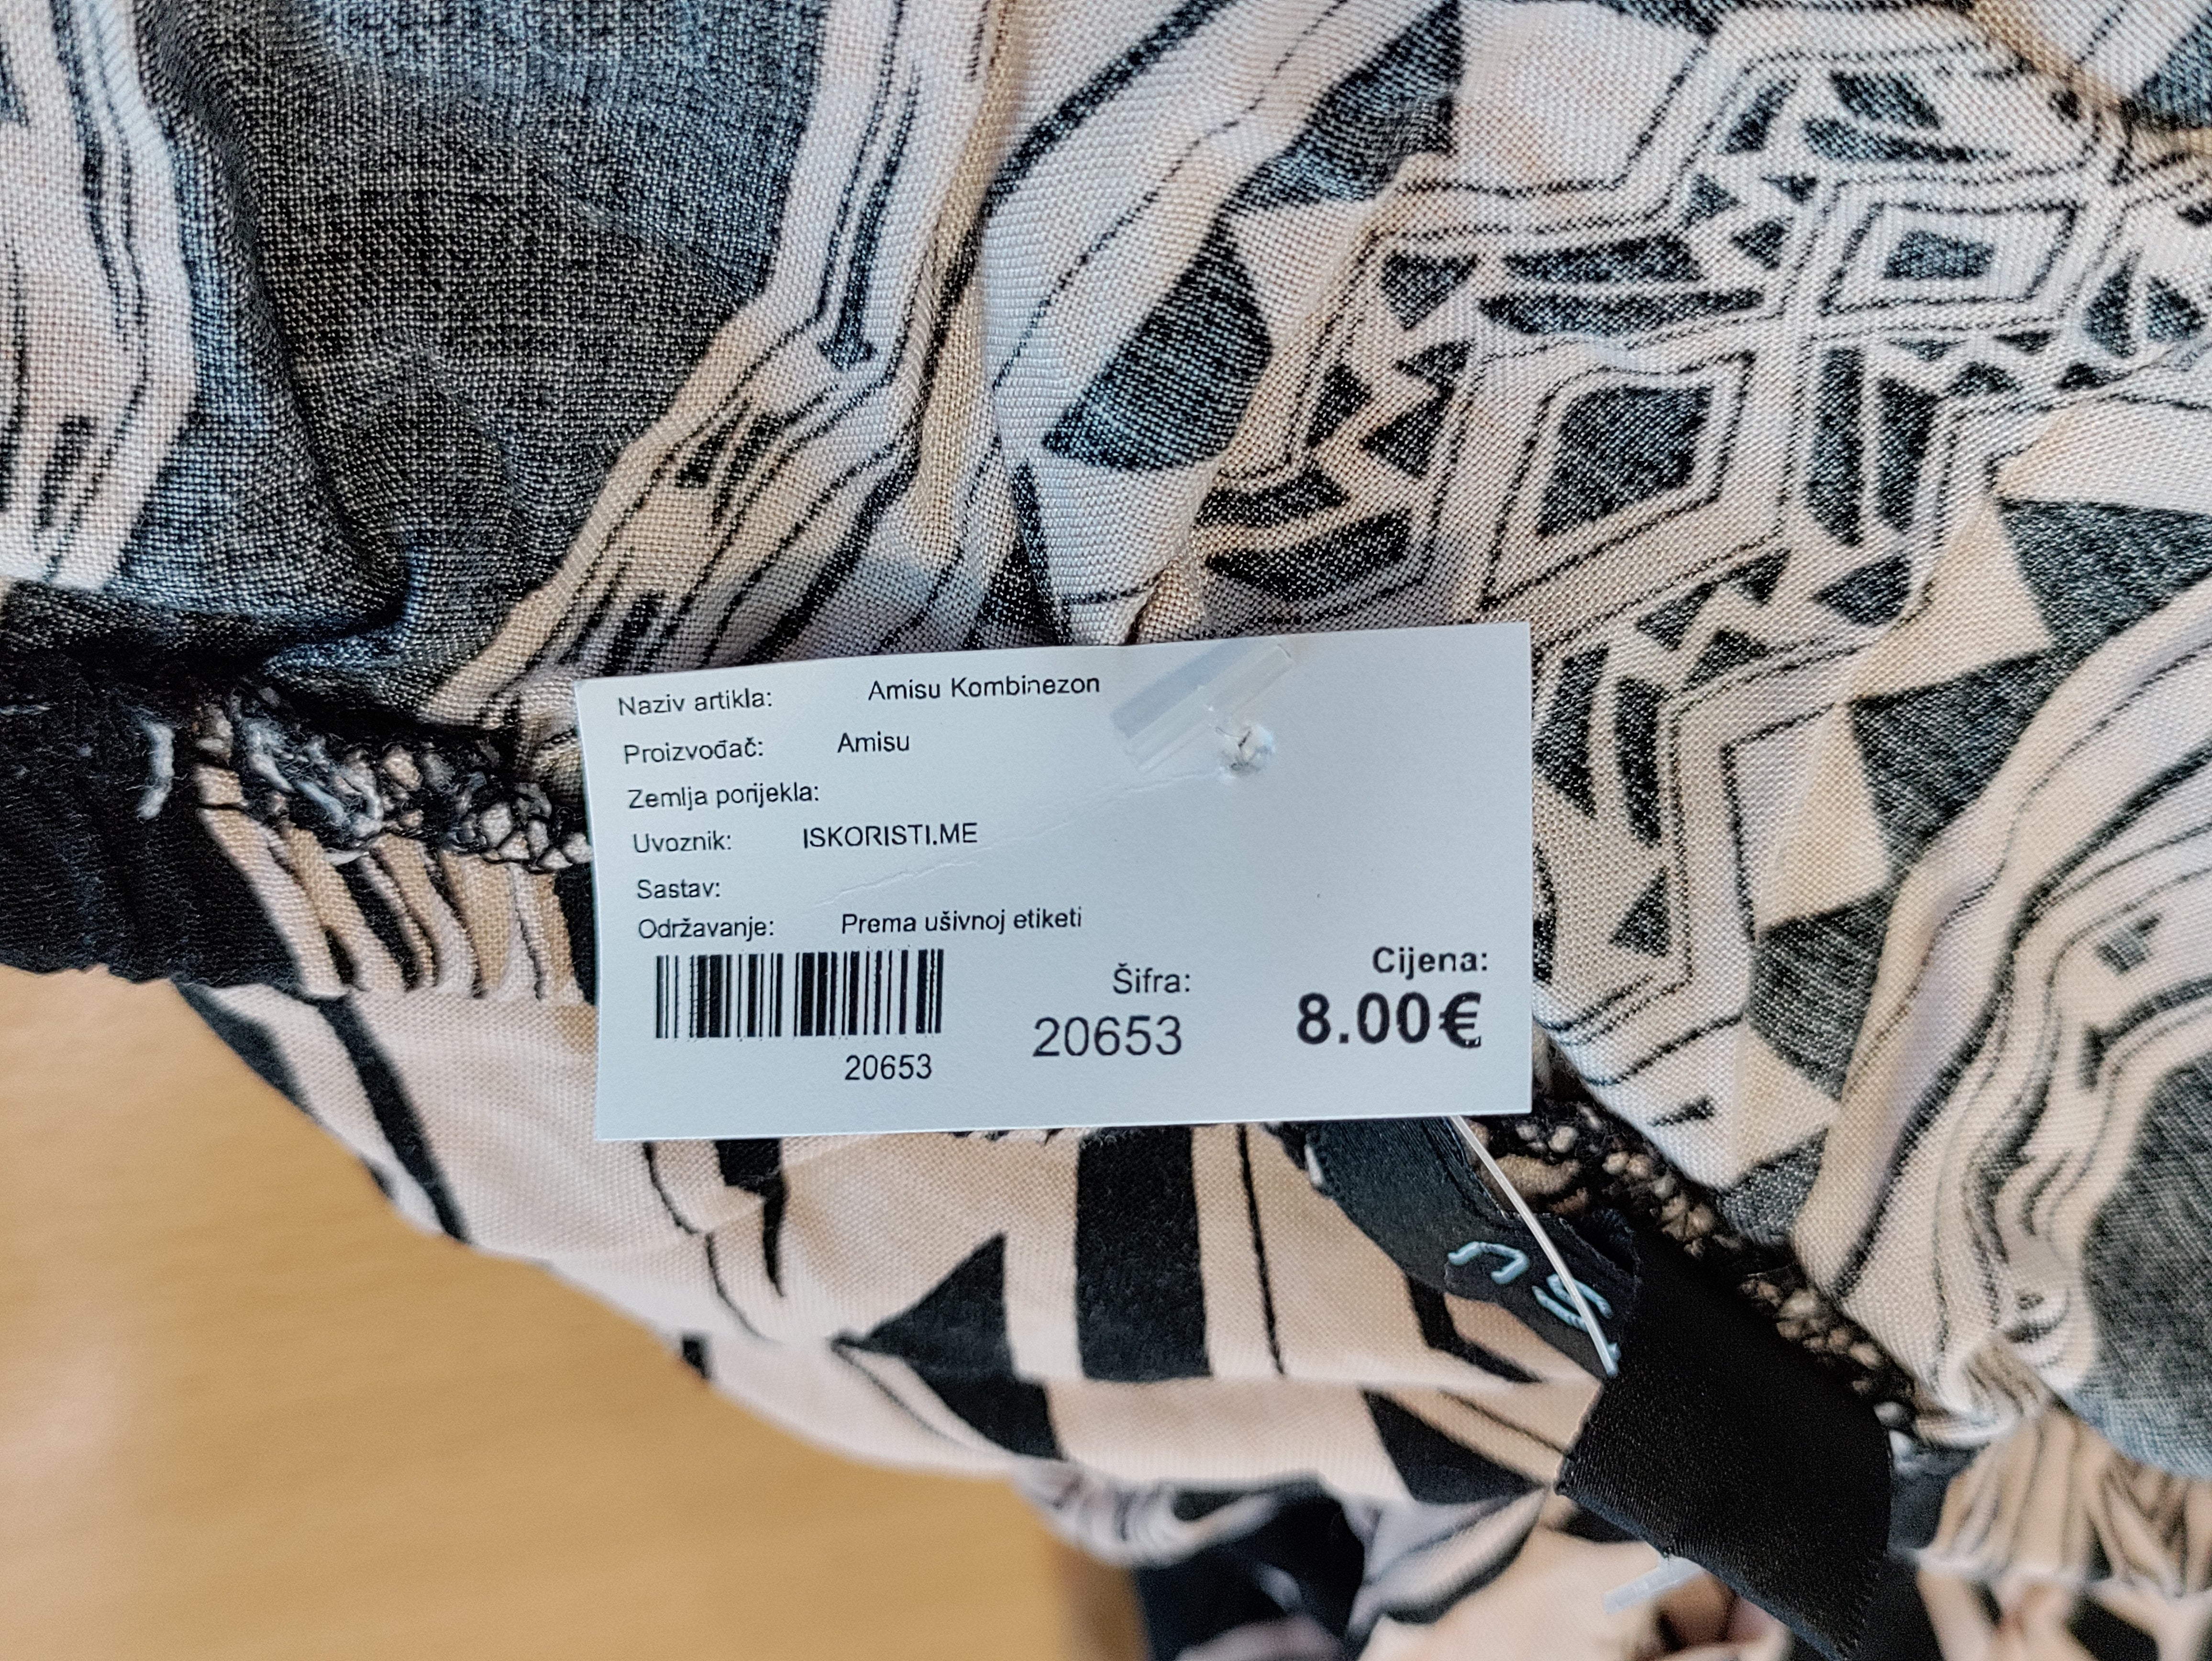 Naziv artikla: Amisu Kombinezon
Proizvođač: Amisu
Zemlja porijekla:
Uvoznik: ISKORISTI.ME
Sastav:
Održavanje: Prema ušivnoj etiketi
Šifra: Cijena:
20653 8.00€
20653